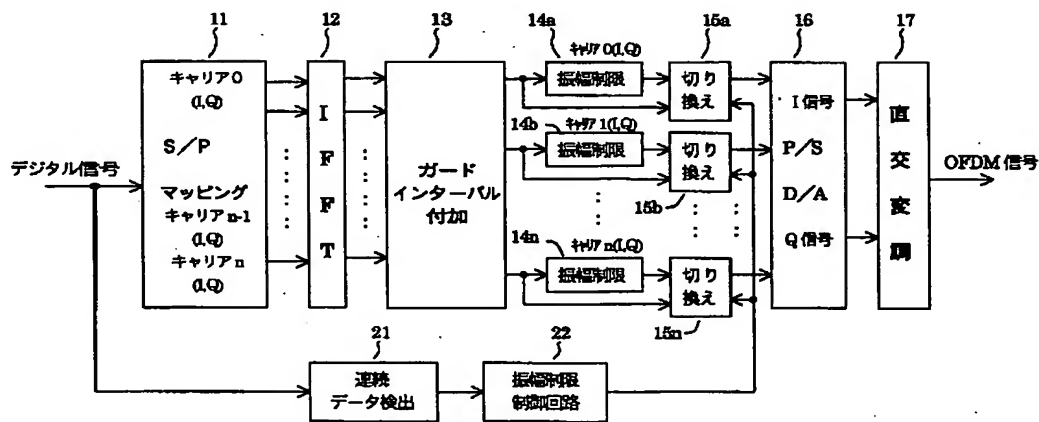 11
12
13
14a
15a
16
17
デジタル信号
キャリア0
(I,Q)
S/P
マッピング
キャリアn-1
(I,Q)
キャリアn
(I,Q)
I
F
F
T
ガード
インターバル
付加
キャリア0(I,Q)
振幅制限
切り
換え
14b
キャリア1(I,Q)
振幅制限
15b
切り
換え
14n
キャリアn(I,Q)
振幅制限
切り
換え
15n
I信号
P/S
D/A
Q信号
直
交
変
調
OFDM信号
21
連続
データ検出
22
振幅制限
制御回路